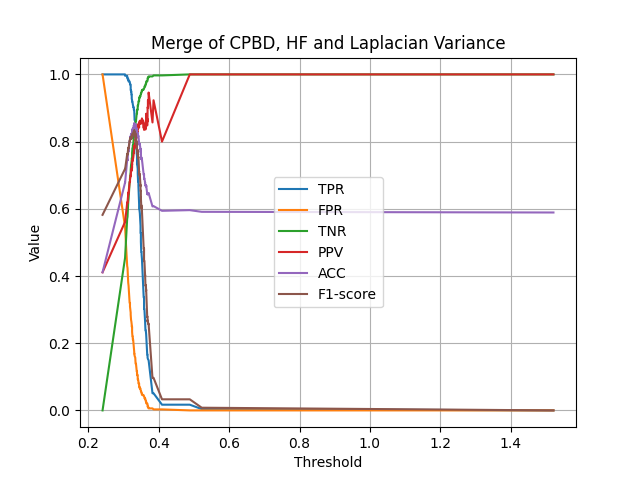 Merge of CPBD, HF and Laplacian Variance
1.0
0.8
0.6
0.4
0.2
0.0
Value
TPR
FPR
TNR
PPV
ACC
F1-score
0.2 0.4 0.6 0.8 1.0 1.2 1.4
Threshold